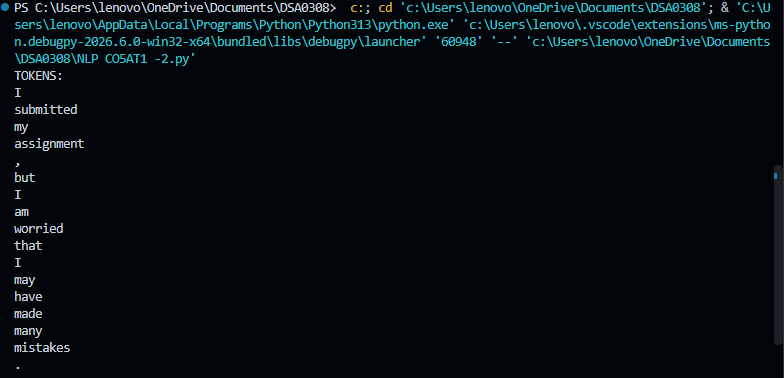 PS C:\Users\lenovo\OneDrive\Documents\DSA0308>  c:; cd 'c:\Users\lenovo\OneDrive\Documents\DSA0308'; & 'C:\U
sers\lenovo\AppData\Local\Programs\Python\Python313\python.exe' 'c:\Users\lenovo\.vscode\extensions\ms-pytho
n.debugpy-2026.6.0-win32-x64\bundled\libs\debugpy\launcher' '60948' '--' 'c:\Users\lenovo\OneDrive\Documents
\DSA0308\NLP CO5AT1 -2.py'
TOKENS:
I
submitted
my
assignment
,
but
I
am
worried
that
I
may
have
made
many
mistakes
.